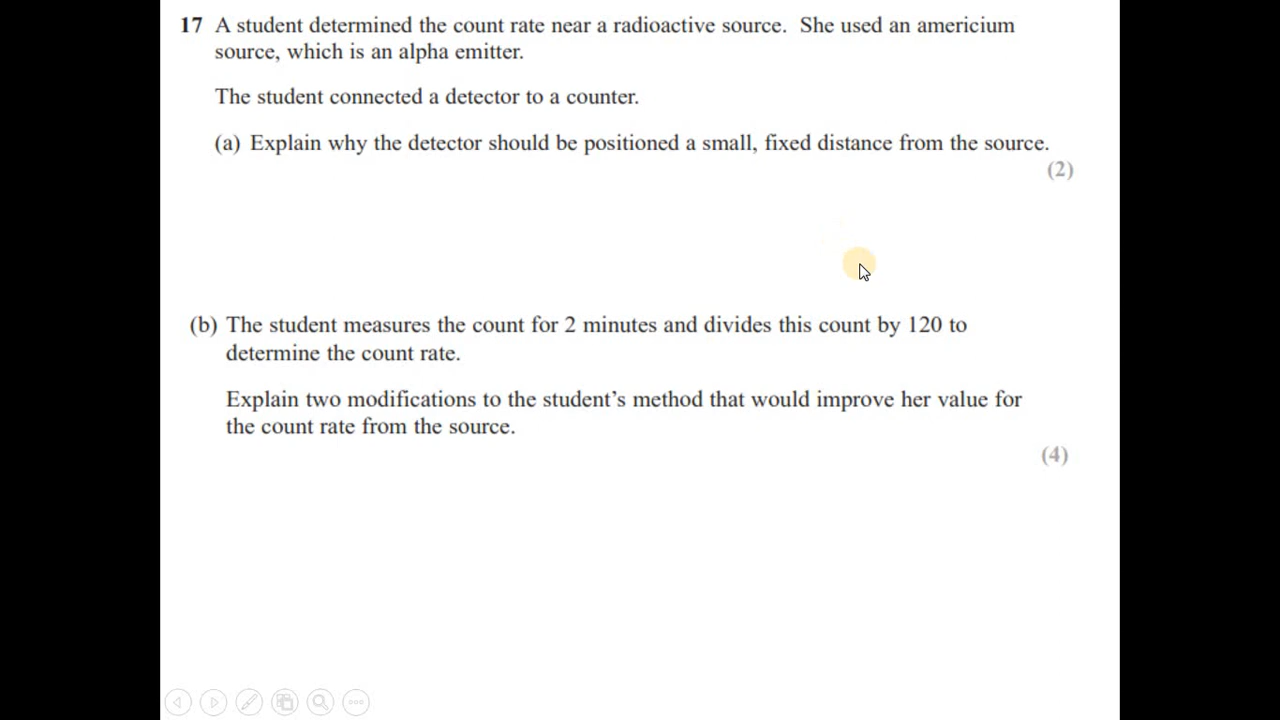 17 A student determined the count rate near a radioactive source. She used an americium
source, which is an alpha emitter.
The student connected a detector to a counter.
(a) Explain why the detector should be positioned a small, fixed distance from the source.
(2)
(b) The student measures the count for 2 minutes and divides this count by 120 to
determine the count rate.
Explain two modifications to the student’s method that would improve her value for
the count rate from the source.
(4)